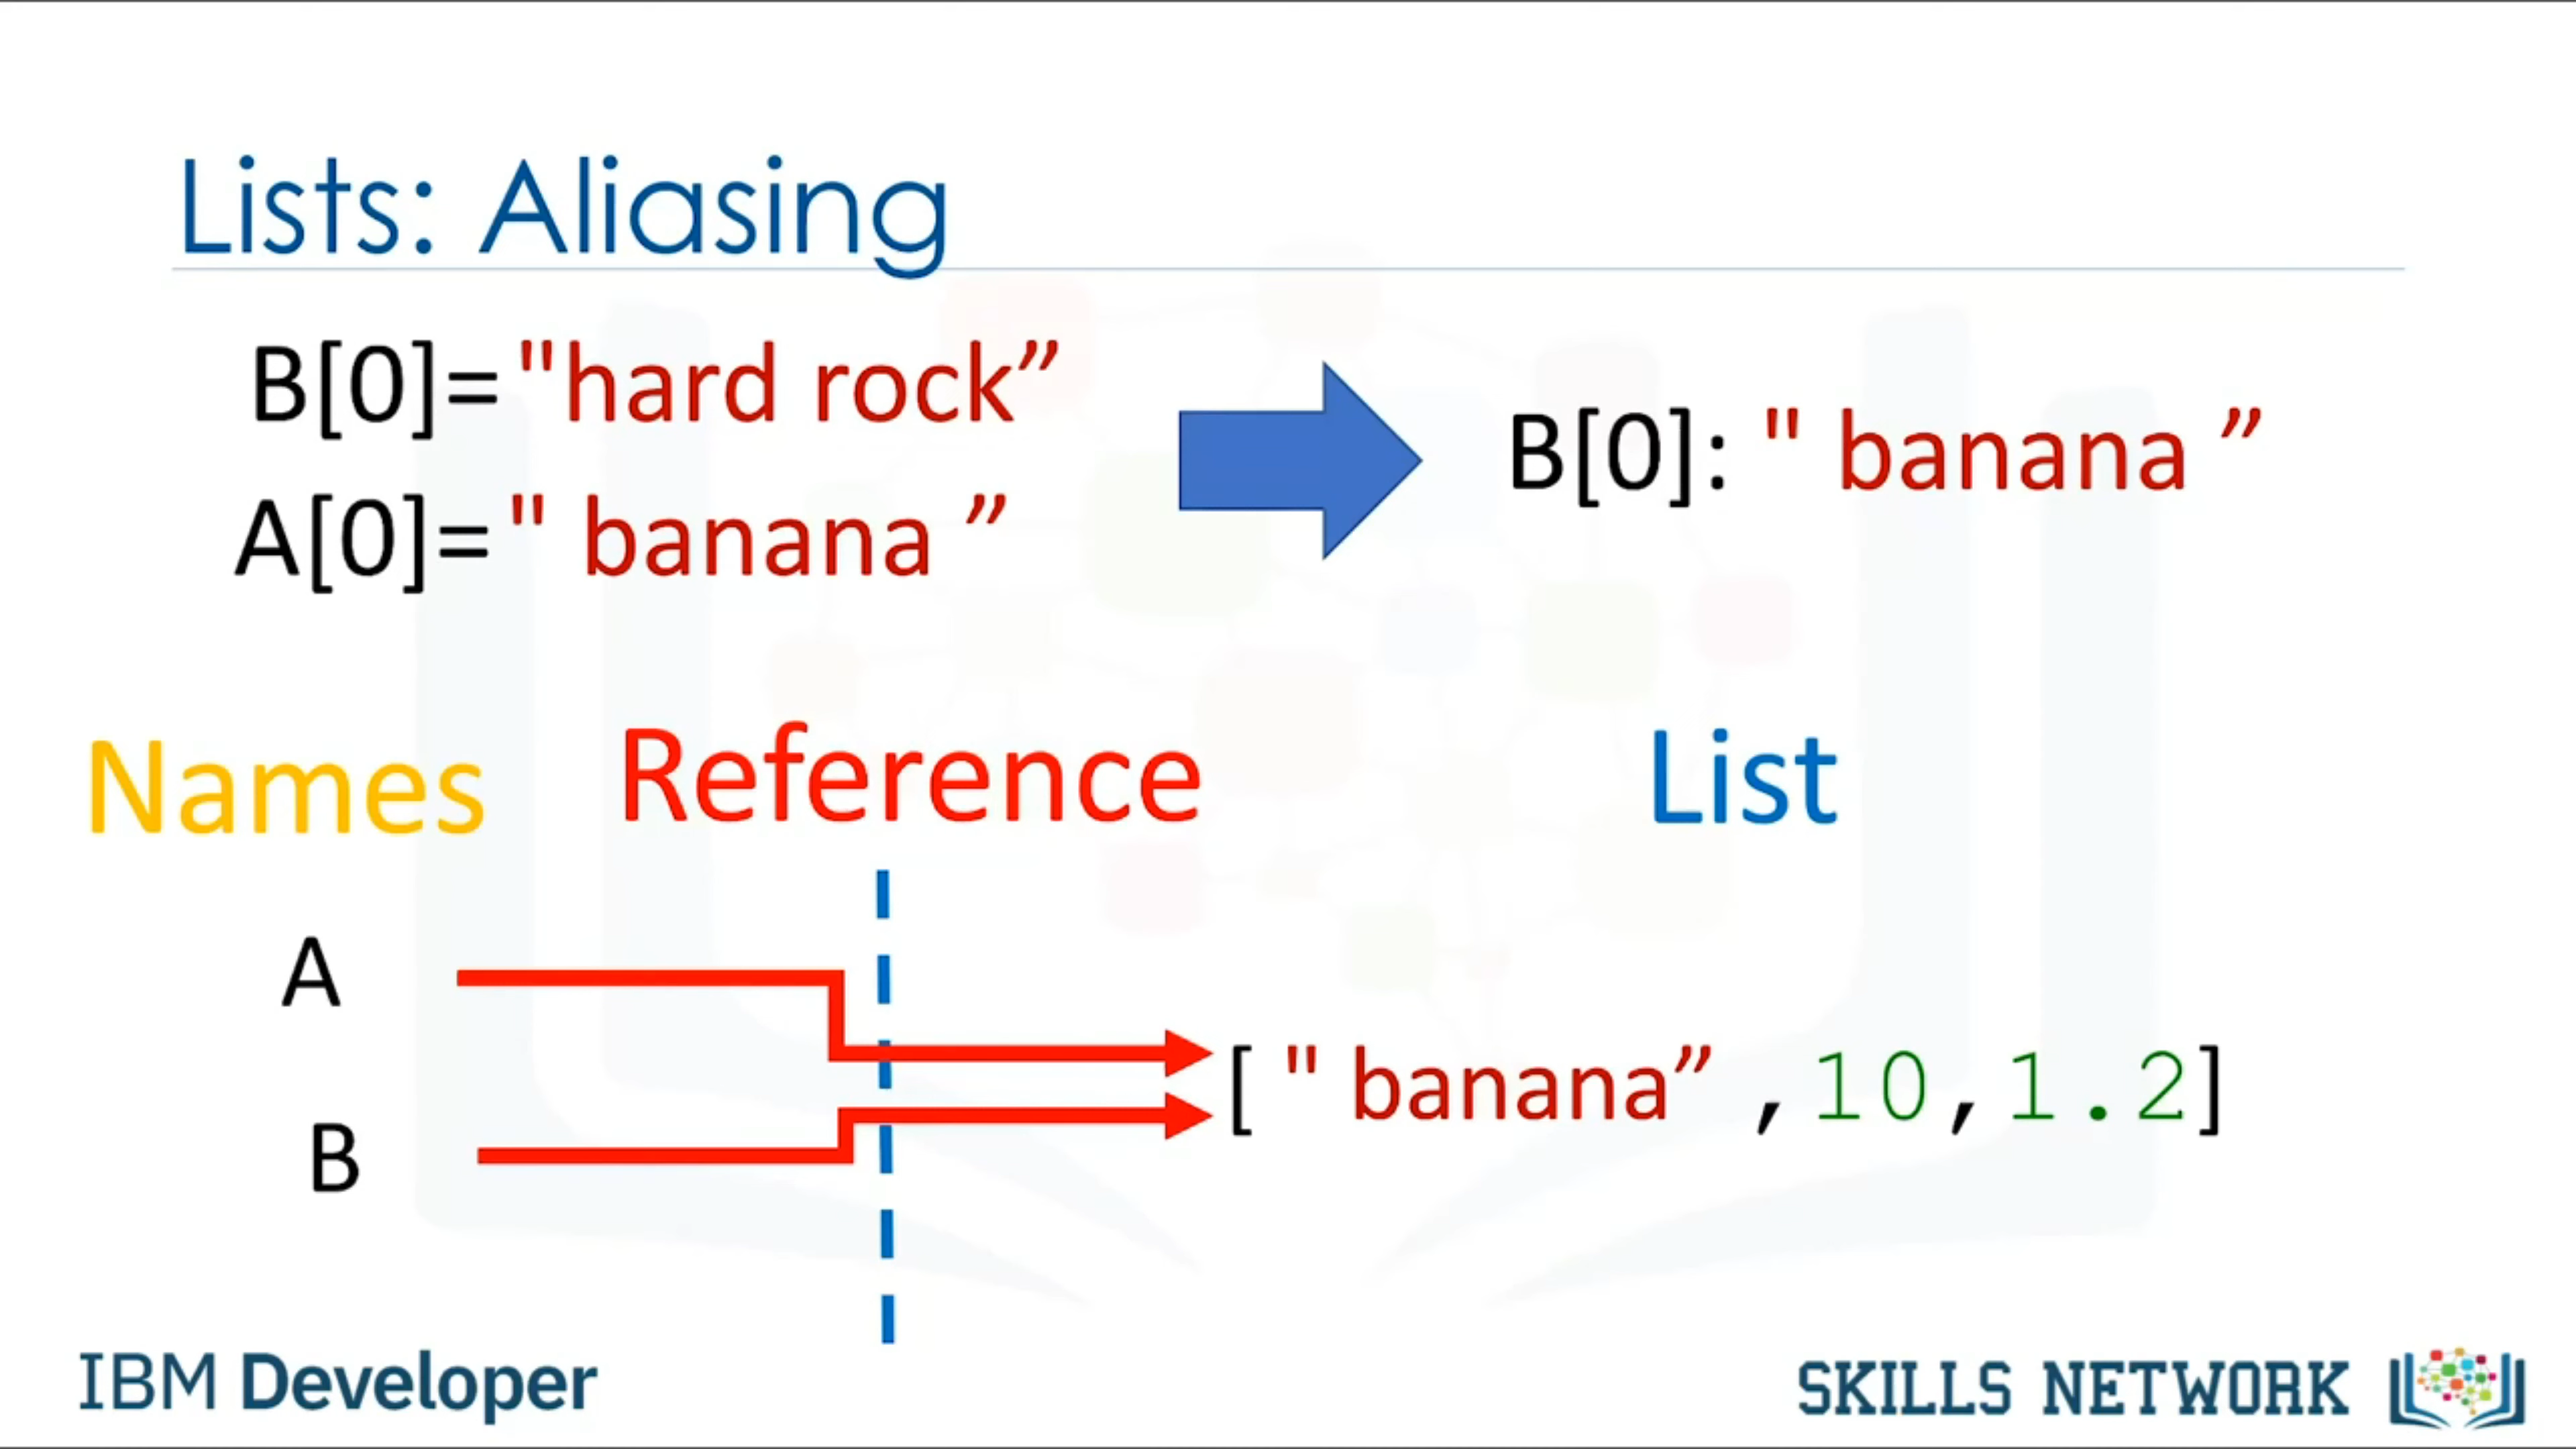 Lists: Aliasing
B[0]="hard rock”
A[0]=" banana ”
B[0]: " banana ”
Names
Reference
List
A
B
[ " banana” ,10,1.2]
IBM Developer
SKILLS NETWORK